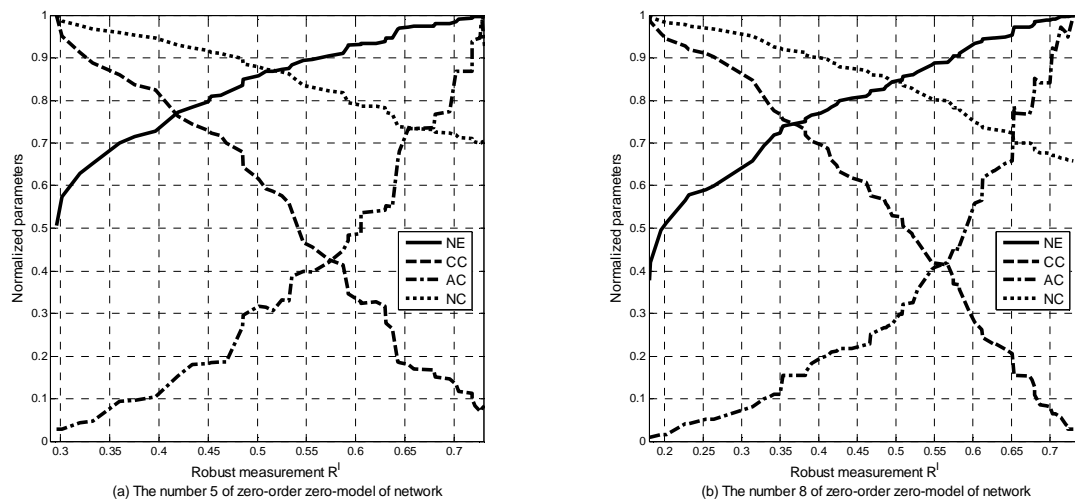 1
0.9
0.8
0.7
0.6
0.5
0.4
0.3
0.2
0.1
0
Normalized parameters
NE
CC
AC
NC
0.3 0.35 0.4 0.45 0.5 0.55 0.6 0.65 0.7
Robust measurement R^I
(a) The number 5 of zero-order zero-model of network
1
0.9
0.8
0.7
0.6
0.5
0.4
0.3
0.2
0.1
0
Normalized parameters
NE
CC
AC
NC
0.2 0.25 0.3 0.35 0.4 0.45 0.5 0.55 0.6 0.65 0.7
Robust measurement R^I
(b) The number 8 of zero-order zero-model of network